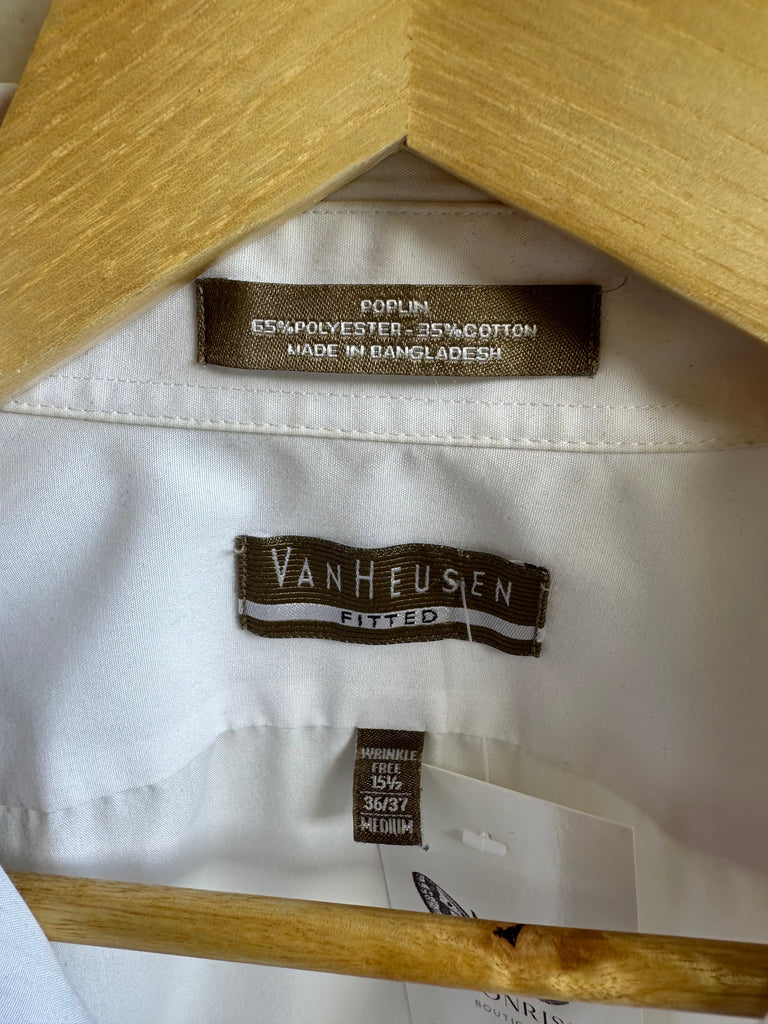 POPLIN
65%POLYESTER - 35%COTTON
MADE IN BANGLADESH
VANHEUSEN
FITTED
WRINKLE
FREE
15½
36/37
MEDIUM